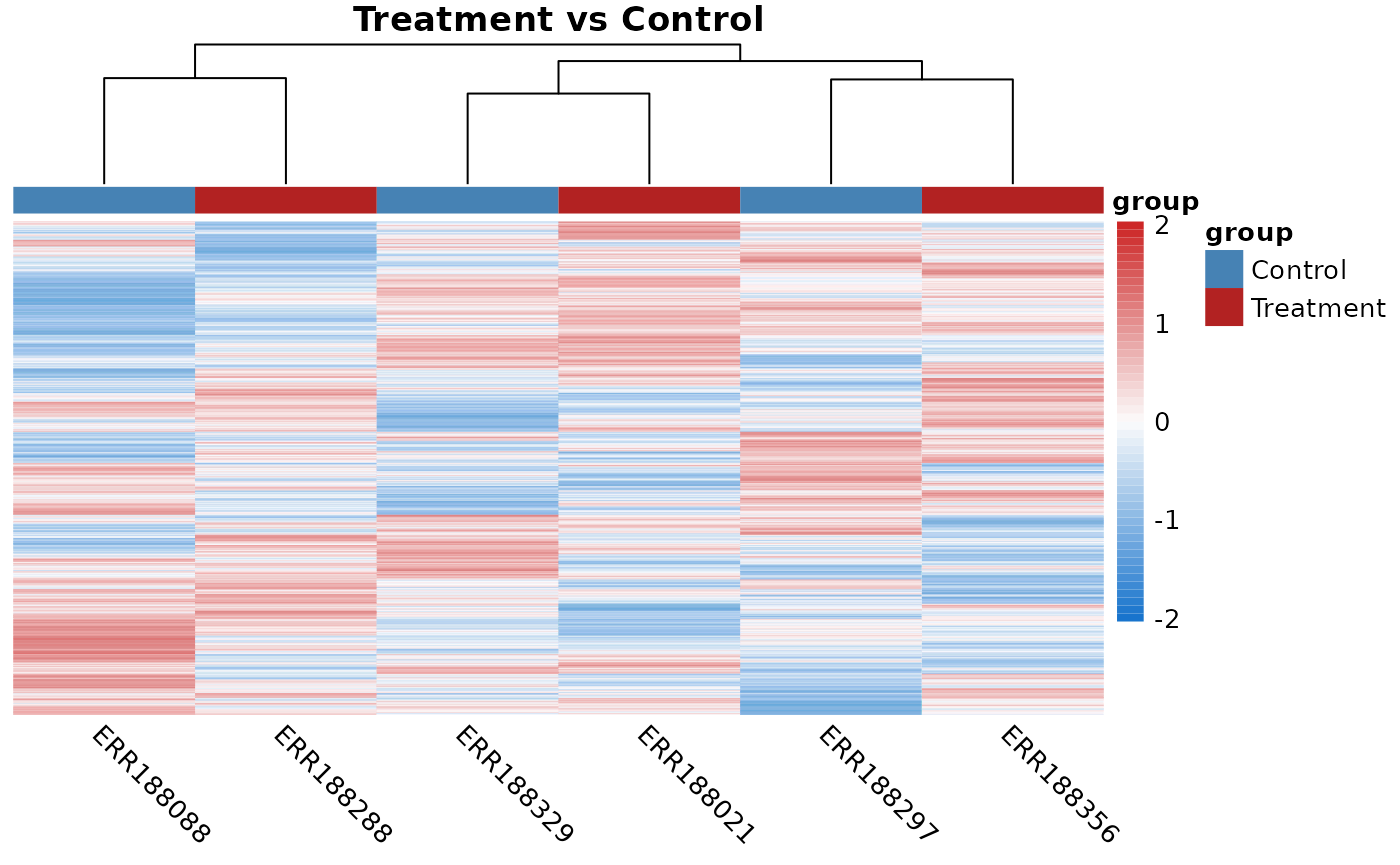 Treatment vs Control
group
2
1
0
-1
-2
group
Control
Treatment
ERR188088
ERR188288
ERR188329
ERR188021
ERR188297
ERR188356